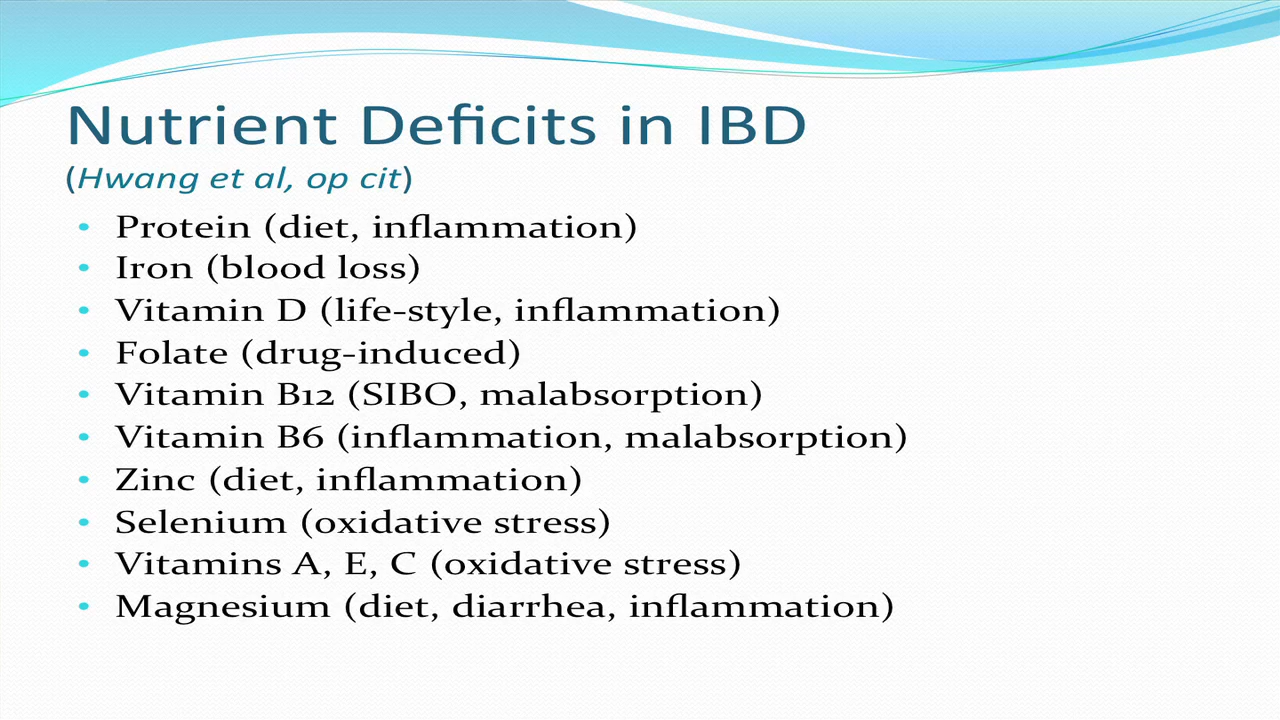 Nutrient Deficits in IBD
(Hwang et al, op cit)
• Protein (diet, inflammation)
• Iron (blood loss)
• Vitamin D (life-style, inflammation)
• Folate (drug-induced)
• Vitamin B12 (SIBO, malabsorption)
• Vitamin B6 (inflammation, malabsorption)
• Zinc (diet, inflammation)
• Selenium (oxidative stress)
• Vitamins A, E, C (oxidative stress)
• Magnesium (diet, diarrhea, inflammation)